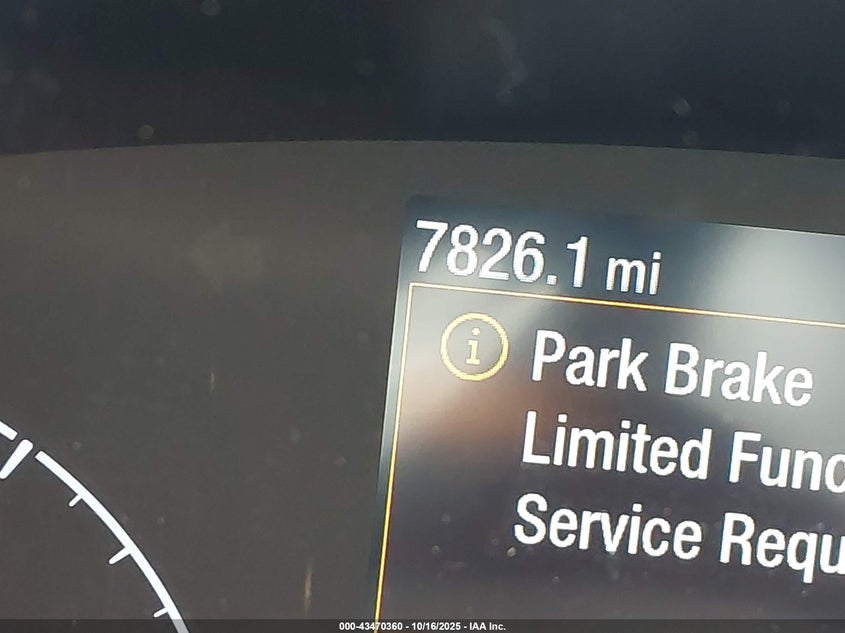 7826.1 mi
i Park Brake
Limited Func
Service Requ
000-43470360 - 10/16/2025 - IAA Inc.